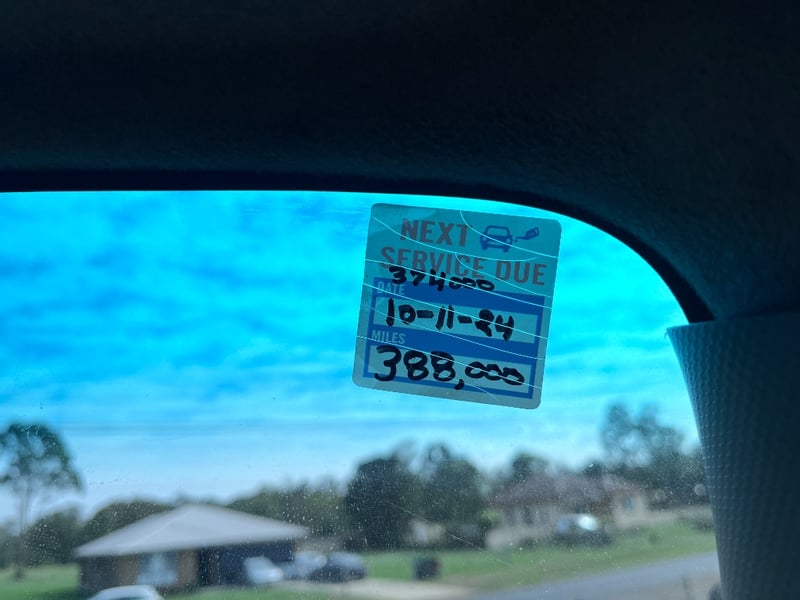 NEXT
SERVICE DUE
374000
DATE
10-11-24
MILES
388,000